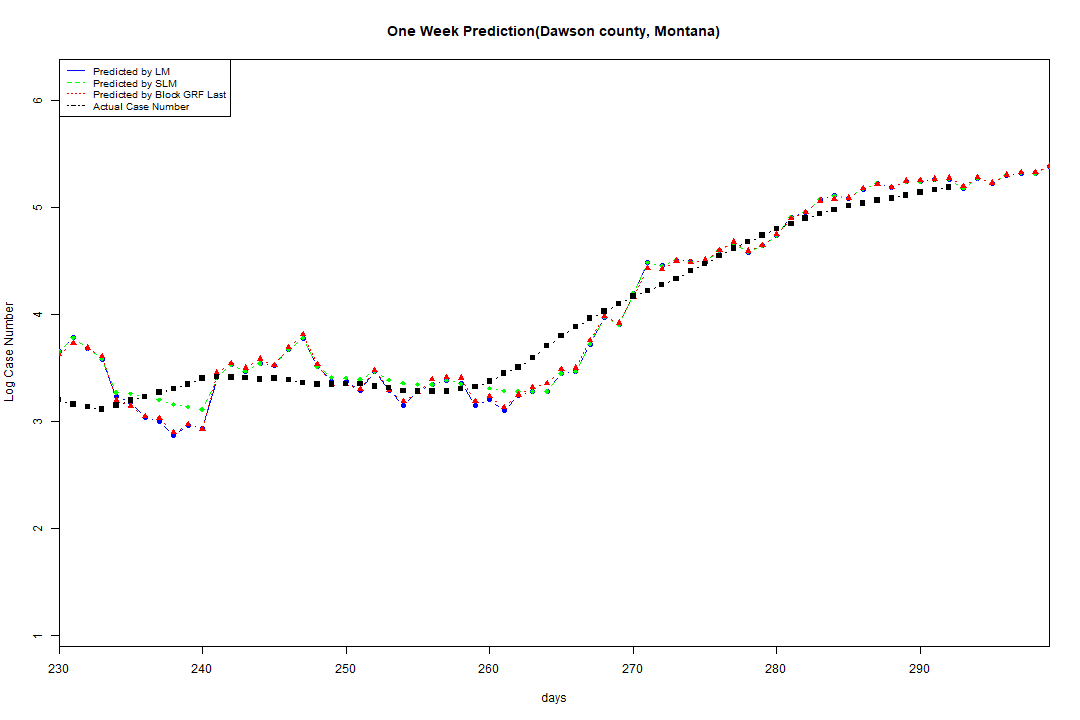 One Week Prediction(Dawson county, Montana)
Predicted by LM
Predicted by SLM
Predicted by Block GRF Last
Actual Case Number
6
5
4
3
2
1
Log Case Number
230 240 250 260 270 280 290
days